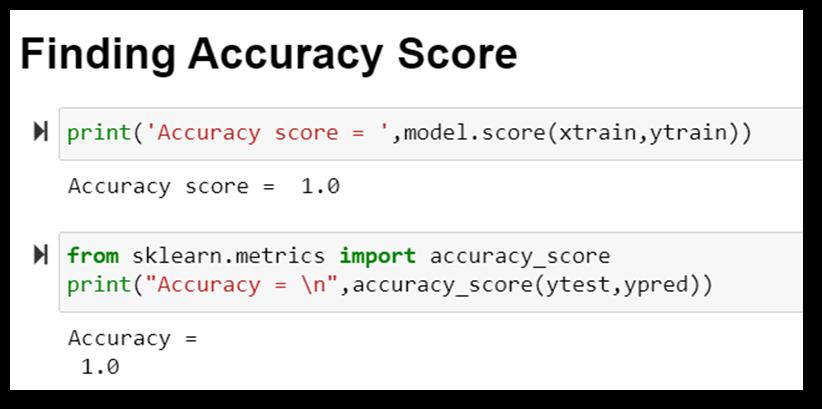 Finding Accuracy Score
print('Accuracy score = ',model.score(xtrain,ytrain))
Accuracy score =  1.0
from sklearn.metrics import accuracy_score
print("Accuracy = \n",accuracy_score(ytest,ypred))
Accuracy =
 1.0